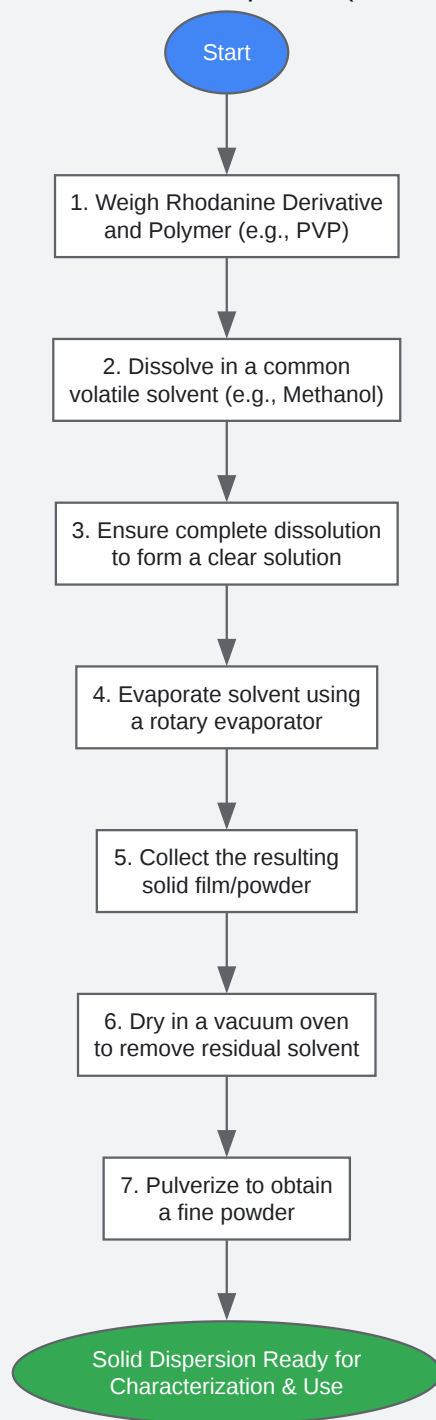 Start
1. Weigh Rhodanine Derivative
and Polymer (e.g., PVP)
2. Dissolve in a common
volatile solvent (e.g., Methanol)
3. Ensure complete dissolution
to form a clear solution
4. Evaporate solvent using
a rotary evaporator
5. Collect the resulting
solid film/powder
6. Dry in a vacuum oven
to remove residual solvent
7. Pulverize to obtain
a fine powder
Solid Dispersion Ready for
Characterization & Use